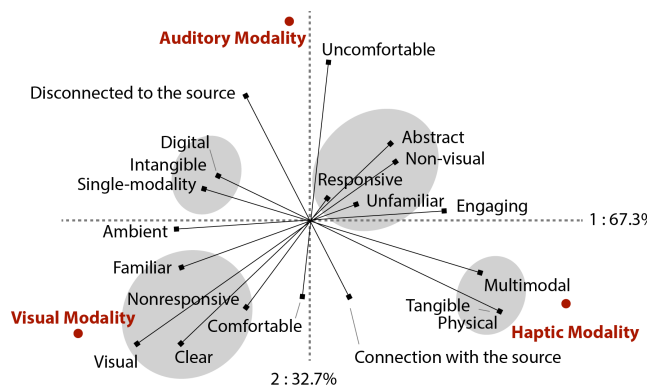 Auditory Modality
Uncomfortable
Disconnected to the source
Digital
Abstract
Intangible
Non-visual
Single-modality
Responsive
Unfamiliar
Engaging
1 : 67.3%
Ambient
Familiar
Multimodal
Nonresponsive
Tangible
Visual Modality
Physical
Comfortable
Haptic Modality
Visual
Clear
Connection with the source
2 : 32.7%